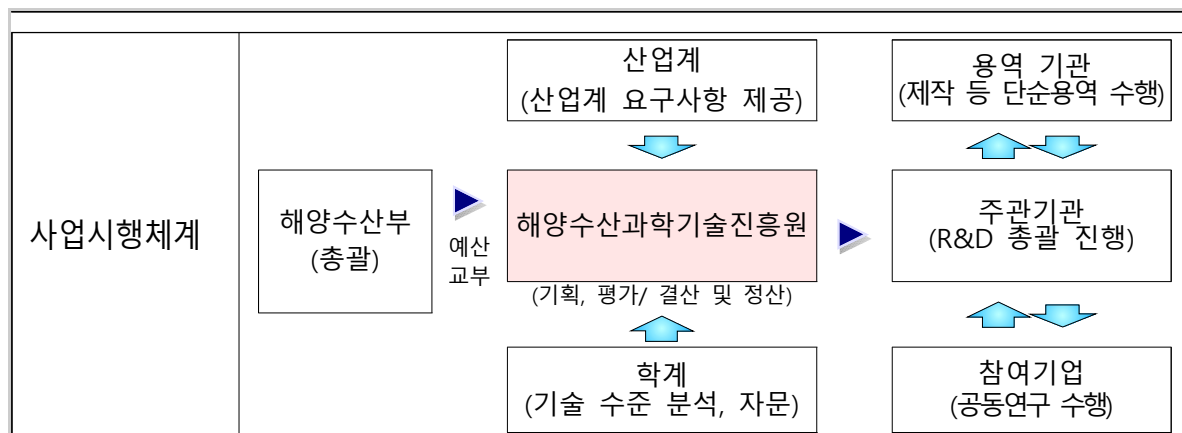 사업시행체계
해양수산부
(총괄)
예산
교부
산업계
(산업계 요구사항 제공)
해양수산과학기술진흥원
(기획, 평가/ 결산 및 정산)
학계
(기술 수준 분석, 자문)
용역 기관
(제작 등 단순용역 수행)
주관기관
(R&D 총괄 진행)
참여기업
(공동연구 수행)